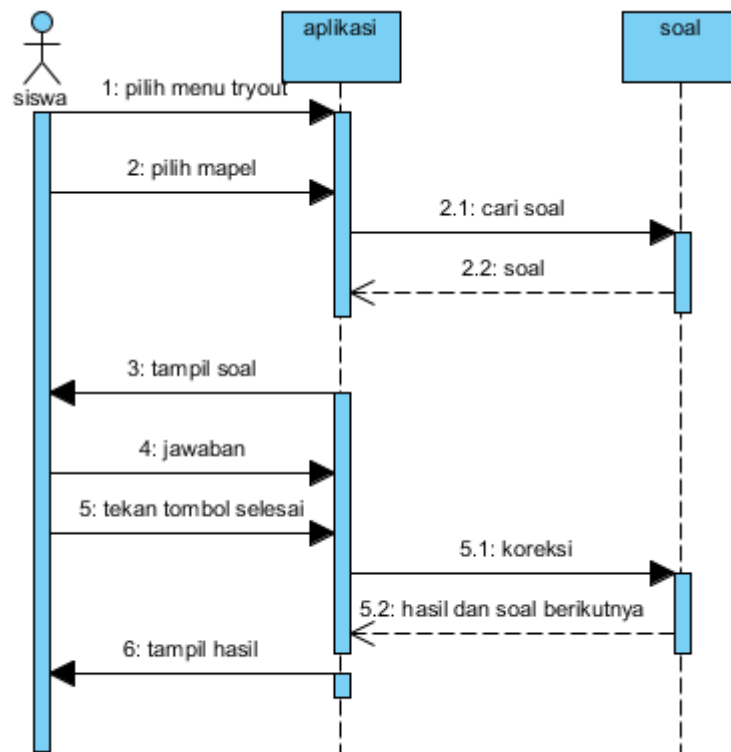 aplikasi
soal
siswa
1: pilih menu tryout
2: pilih mapel
2.1: cari soal
2.2: soal
3: tampil soal
4: jawaban
5: tekan tombol selesai
5.1: koreksi
5.2: hasil dan soal berikutnya
6: tampil hasil